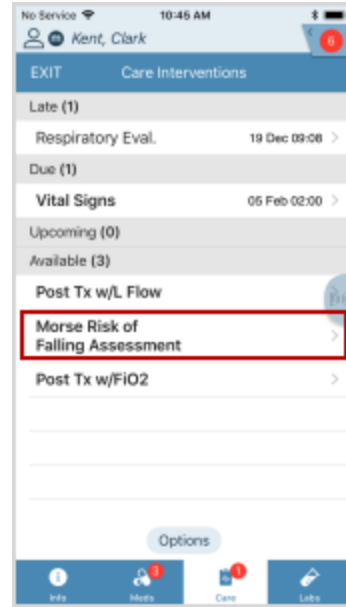 No Service 10:45 AM
Kent, Clark 6
EXIT Care Interventions
Late (1)
Respiratory Eval. 19 Dec 09:08
Due (1)
Vital Signs 05 Feb 02:00
Upcoming (0)
Available (3)
Post Tx w/L Flow
Morse Risk of
Falling Assessment
Post Tx w/FiO2
Options
3 1
Info Meds Care Labs